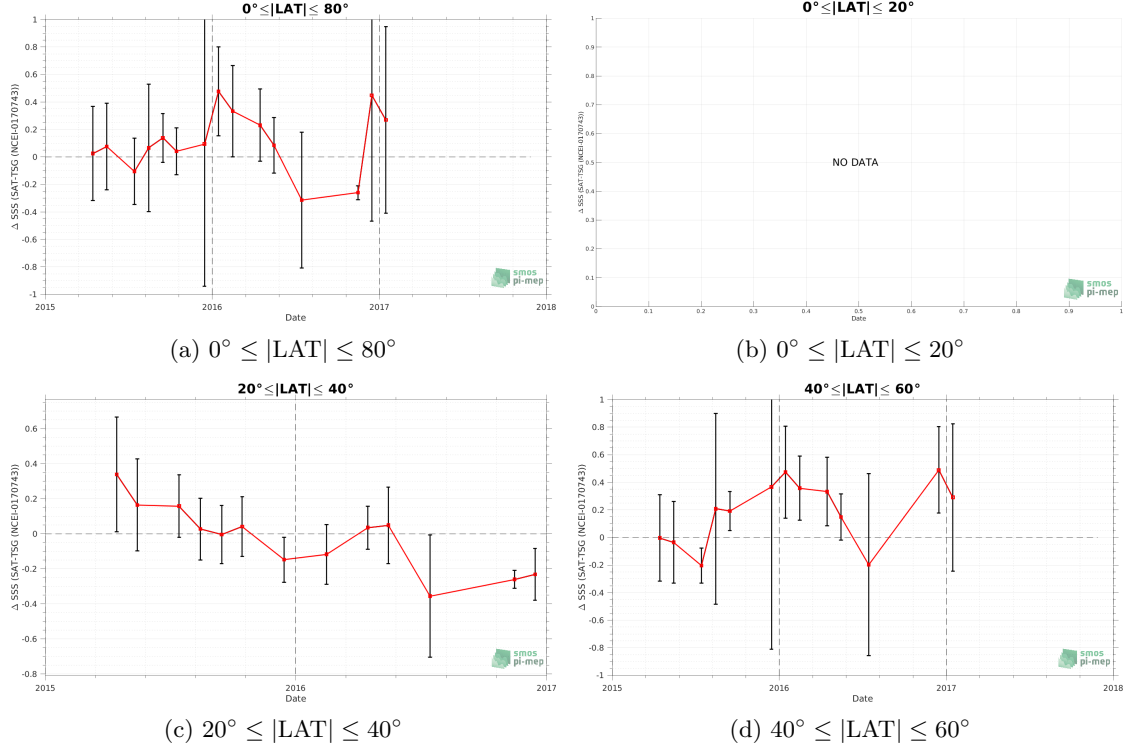 0°≤|LAT|≤ 80°
Δ SSS (SAT-TSG (NCEI-0170743))
1
0.8
0.6
0.4
0.2
0
-0.2
-0.4
-0.6
-0.8
-1
2015 2016 2017 2018
Date
smos
pi-mep
(a) 0° ≤ |LAT| ≤ 80°
0°≤|LAT|≤ 20°
Δ SSS (SAT-TSG (NCEI-0170743))
1
0.9
0.8
0.7
0.6
0.5
0.4
0.3
0.2
0.1
0
NO DATA
0 0.1 0.2 0.3 0.4 0.5 0.6 0.7 0.8 0.9 1
Date
smos
pi-mep
(b) 0° ≤ |LAT| ≤ 20°
20°≤|LAT|≤ 40°
Δ SSS (SAT-TSG (NCEI-0170743))
0.6
0.4
0.2
0
-0.2
-0.4
-0.6
-0.8
2015 2016 2017
Date
smos
pi-mep
(c) 20° ≤ |LAT| ≤ 40°
40°≤|LAT|≤ 60°
Δ SSS (SAT-TSG (NCEI-0170743))
1
0.8
0.6
0.4
0.2
0
-0.2
-0.4
-0.6
-0.8
-1
2015 2016 2017 2018
Date
smos
pi-mep
(d) 40° ≤ |LAT| ≤ 60°